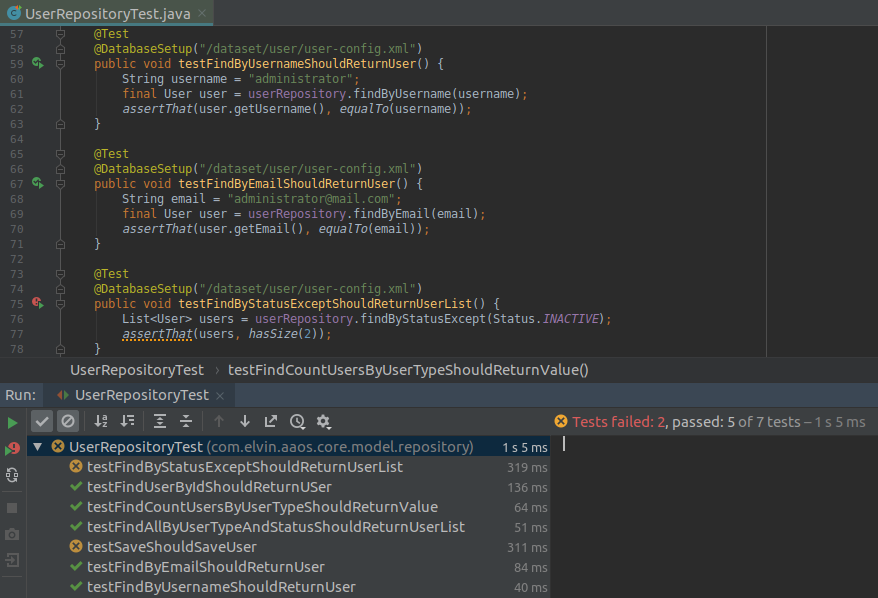 UserRepositoryTest.java
57 @Test
58 @DatabaseSetup("/dataset/user/user-config.xml")
59 public void testFindByUsernameShouldReturnUser() {
60 String username = "administrator";
61 final User user = userRepository.findByUsername(username);
62 assertThat(user.getUsername(), equalTo(username));
63 }
64
65 @Test
66 @DatabaseSetup("/dataset/user/user-config.xml")
67 public void testFindByEmailShouldReturnUser() {
68 String email = "administrator@mail.com";
69 final User user = userRepository.findByEmail(email);
70 assertThat(user.getEmail(), equalTo(email));
71 }
72
73 @Test
74 @DatabaseSetup("/dataset/user/user-config.xml")
75 public void testFindByStatusExceptShouldReturnUserList() {
76 List<User> users = userRepository.findByStatusExcept(Status.INACTIVE);
77 assertThat(users, hasSize(2));
78 }
UserRepositoryTest › testFindCountUsersByUserTypeShouldReturnValue()
Run: UserRepositoryTest
Tests failed: 2, passed: 5 of 7 tests – 1 s 5 ms
UserRepositoryTest (com.elvin.aaos.core.model.repository) 1 s 5 ms
testFindByStatusExceptShouldReturnUserList 319 ms
testFindUserByIdShouldReturnUSer 136 ms
testFindCountUsersByUserTypeShouldReturnValue 64 ms
testFindAllByUserTypeAndStatusShouldReturnUserList 51 ms
testSaveShouldSaveUser 311 ms
testFindByEmailShouldReturnUser 84 ms
testFindByUsernameShouldReturnUser 40 ms